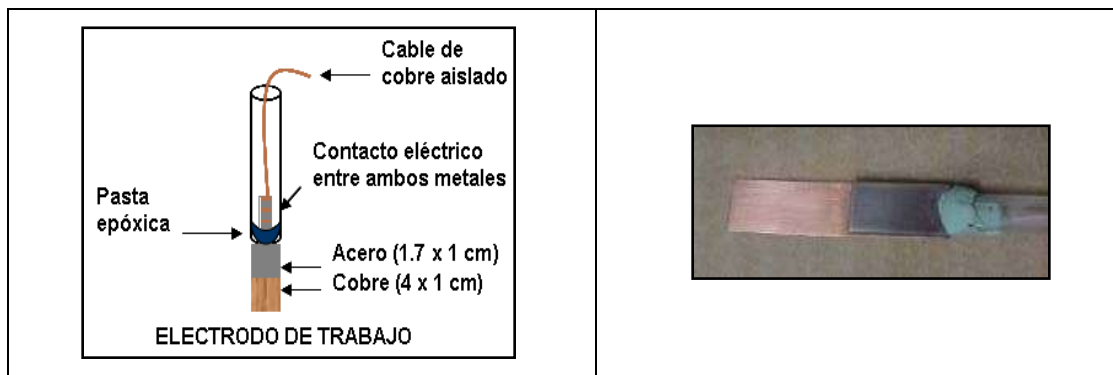 Cable de
cobre aislado
Contacto eléctrico
entre ambos metales
Pasta
epóxica
Acero (1.7 x 1 cm)
Cobre (4 x 1 cm)
ELECTRODO DE TRABAJO